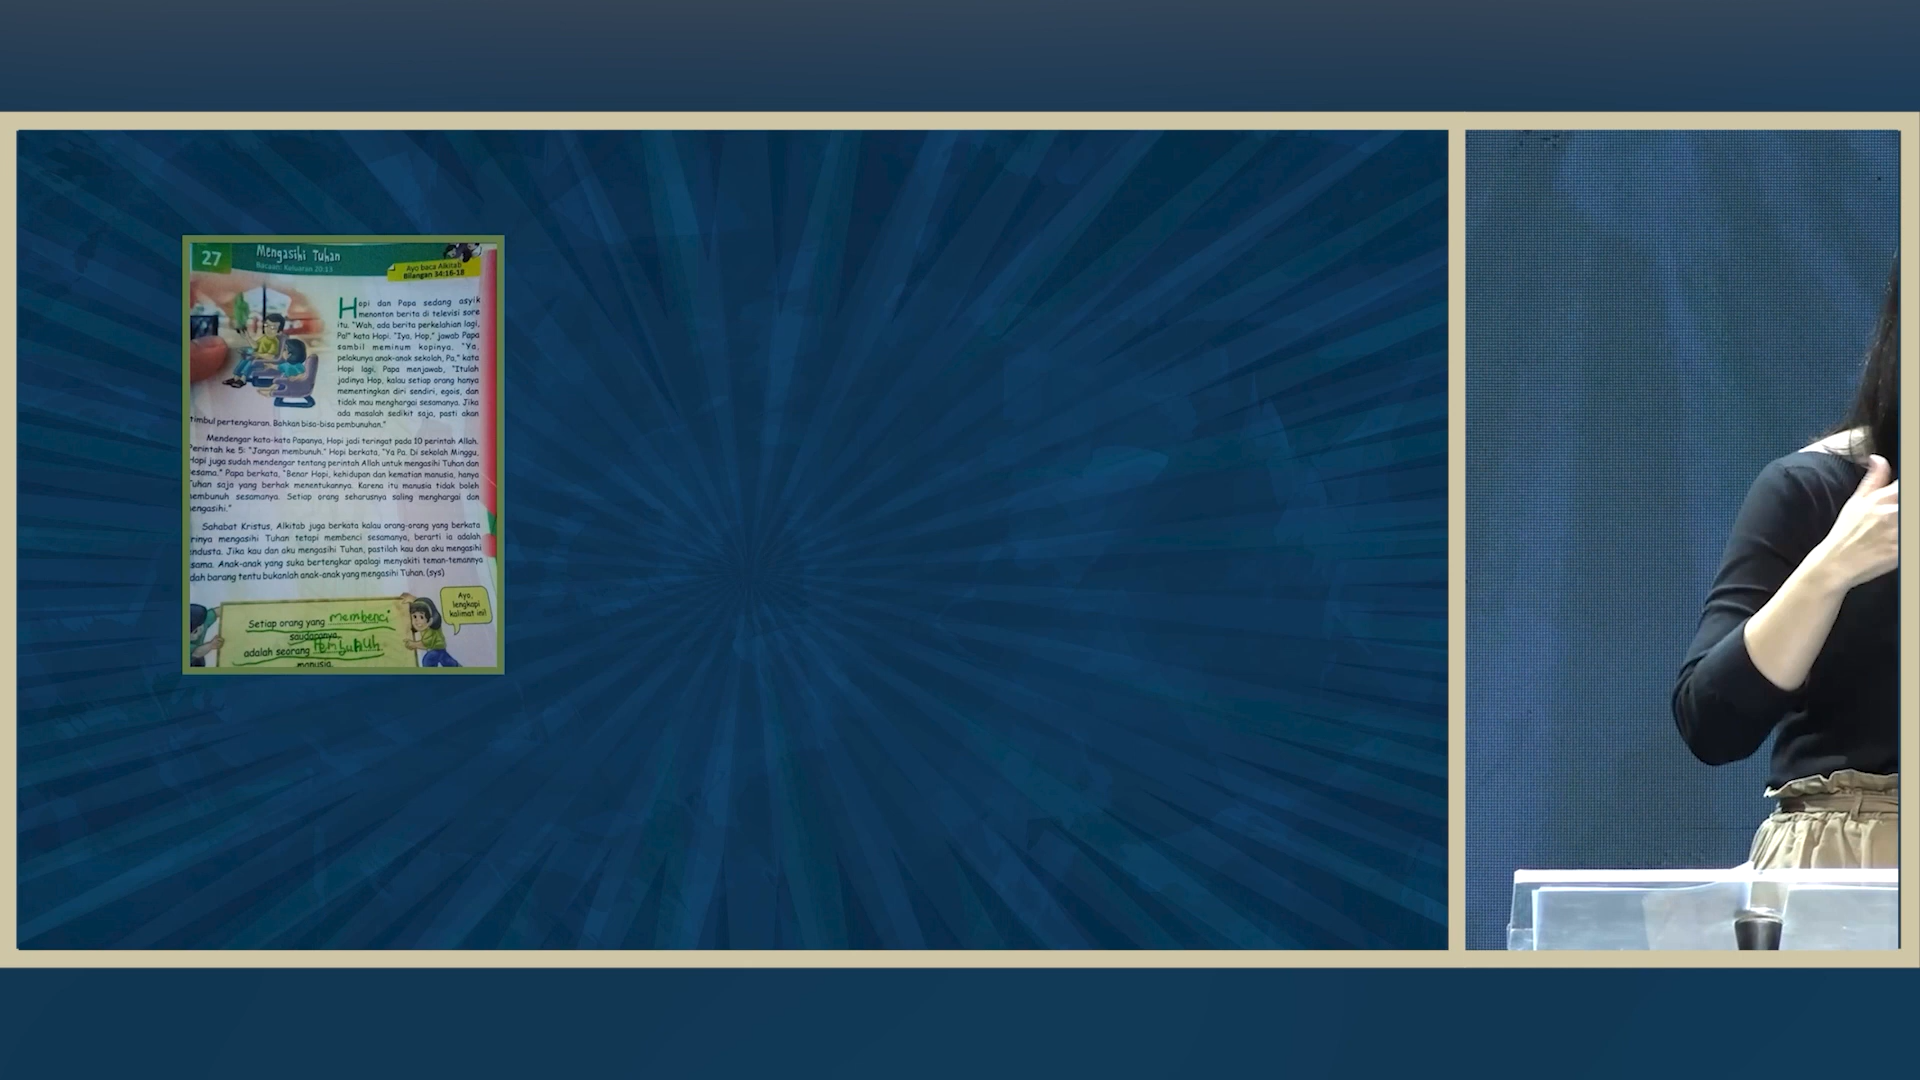 27
Mengasihi Tuhan
Bacaan: Keluaran 20:13
Ayo baca Alkitab
Bilangan 34:16-18
Hopi dan Papa sedang asyik
menonton berita di televisi sore
itu. "Wah, ada berita perkelahian lagi,
Pa!" kata Hopi. "Iya, Hop," jawab Papa
sambil meminum kopinya. "Ya,
pelakunya anak-anak sekolah, Pa," kata
Hopi lagi. Papa menjawab, "Itulah
jadinya Hop, kalau setiap orang hanya
mementingkan diri sendiri, egois, dan
tidak mau menghargai sesamanya. Jika
ada masalah sedikit saja, pasti akan
timbul pertengkaran. Bahkan bisa-bisa pembunuhan."
Mendengar kata-kata Papanya, Hopi jadi teringat pada 10 perintah Allah.
Perintah ke 5: "Jangan membunuh." Hopi berkata, "Ya Pa. Di sekolah Minggu,
Hopi juga sudah mendengar tentang perintah Allah untuk mengasihi Tuhan dan
esama." Papa berkata, "Benar Hopi, kehidupan dan kematian manusia, hanya
Tuhan saja yang berhak menentukannya. Karena itu manusia tidak boleh
embunuh sesamanya. Setiap orang seharusnya saling menghargai dan
engasihi."
Sahabat Kristus, Alkitab juga berkata kalau orang-orang yang berkata
irinya mengasihi Tuhan tetapi membenci sesamanya, berarti ia adalah
endusta. Jika kau dan aku mengasihi Tuhan, pastilah kau dan aku mengasihi
sama. Anak-anak yang suka bertengkar apalagi menyakiti teman-temannya
dah barang tentu bukanlah anak-anak yang mengasihi Tuhan. (sys)
Ayo,
lengkapi
kalimat ini!
Setiap orang yang membenci
saudaranya,
adalah seorang Pembunuh
manusia.